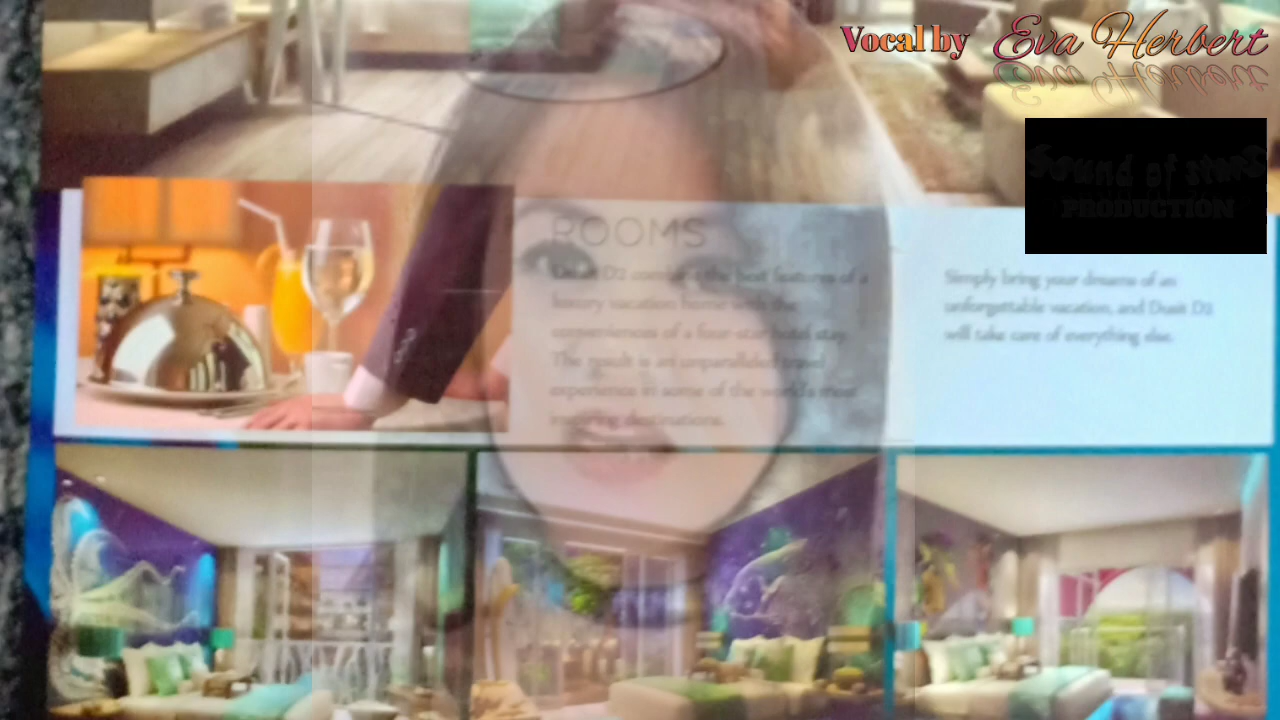 Vocal by Eva Herbert
Sound of star
PRODUCTION
ROOMS
Dusit D2 combines the best features of a
luxury vacation home with the
conveniences of a four-star hotel stay.
The result is an unparalleled travel
experience in some of the world's most
inspiring destinations.
Simply bring your dreams of an
unforgettable vacation, and Dusit D2
will take care of everything else.